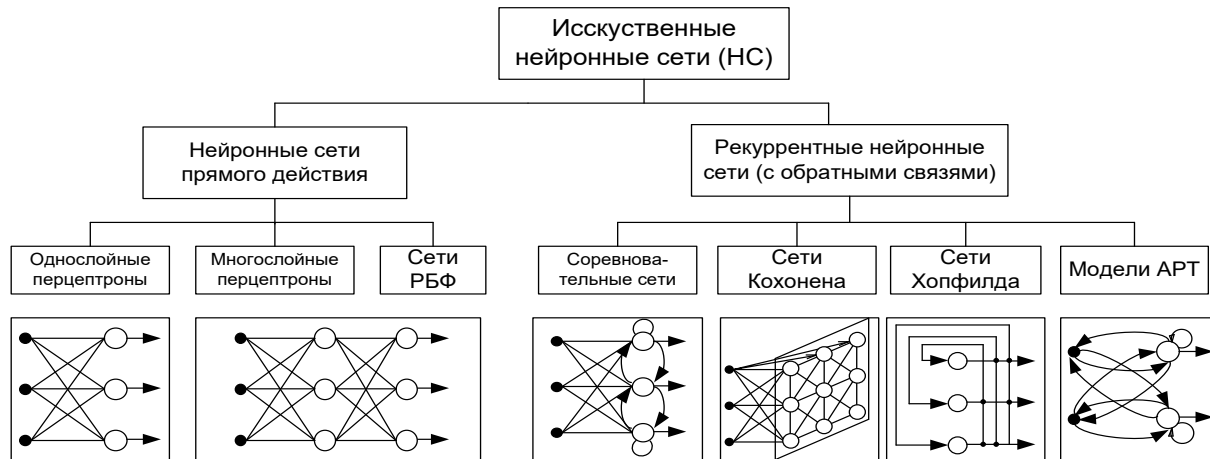 Исскуственные
нейронные сети (НС)
Нейронные сети
прямого действия
Рекуррентные нейронные
сети (с обратными связями)
Однослойные
перцептроны
Многослойные
перцептроны
Сети
РБФ
Соревнова-
тельные сети
Сети
Кохонена
Сети
Хопфилда
Модели АРТ